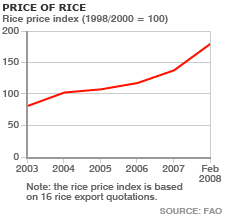 PRICE OF RICE
Rice price index (1998/2000 = 100)
200
150
100
50
0
2003 2004 2005 2006 2007 Feb
2008
Note: the rice price index is based
on 16 rice export quotations.
SOURCE: FAO